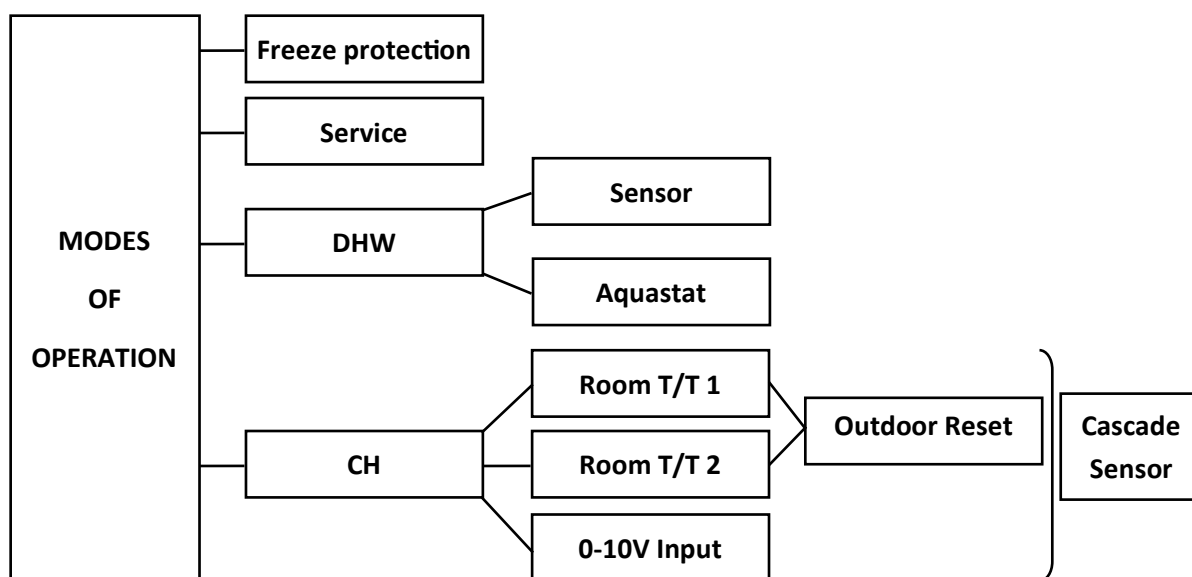 MODES
OF
OPERATION
Freeze protection
Service
DHW
Sensor
Aquastat
CH
Room T/T 1
Room T/T 2
0-10V Input
Outdoor Reset
Cascade
Sensor